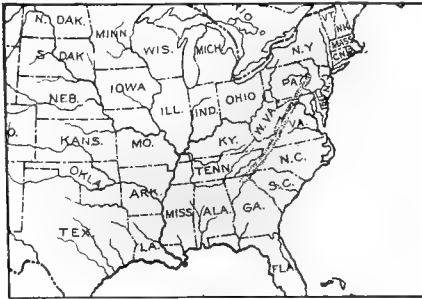 N. DAK.
MINN.
VT.
N.H.
S. DAK.
WIS.
MICH.
N.Y.
MASS
CN.
NEB.
IOWA
PA.
ILL.
IND.
OHIO
W. VA.
VA.
O.
KANS.
MO.
KY.
OKLA
TENN.
N.C.
ARK.
S.C.
MISS.
ALA.
GA.
TEX.
LA.
FLA.